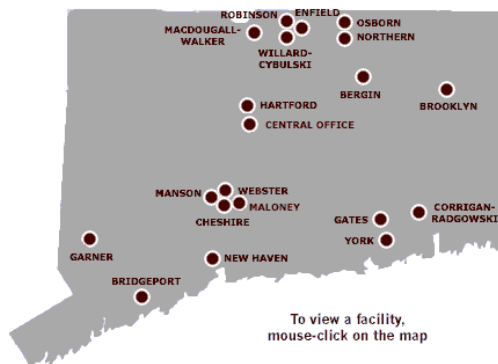 ROBINSON
ENFIELD
OSBORN
MACDOUGALL-
WALKER
NORTHERN
WILLARD-
CYBULSKI
BERGIN
BROOKLYN
HARTFORD
CENTRAL OFFICE
MANSON
WEBSTER
MALONEY
CHESHIRE
CORRIGAN-
RADGOWSKI
GATES
YORK
GARNER
NEW HAVEN
BRIDGEPORT
To view a facility,
mouse-click on the map